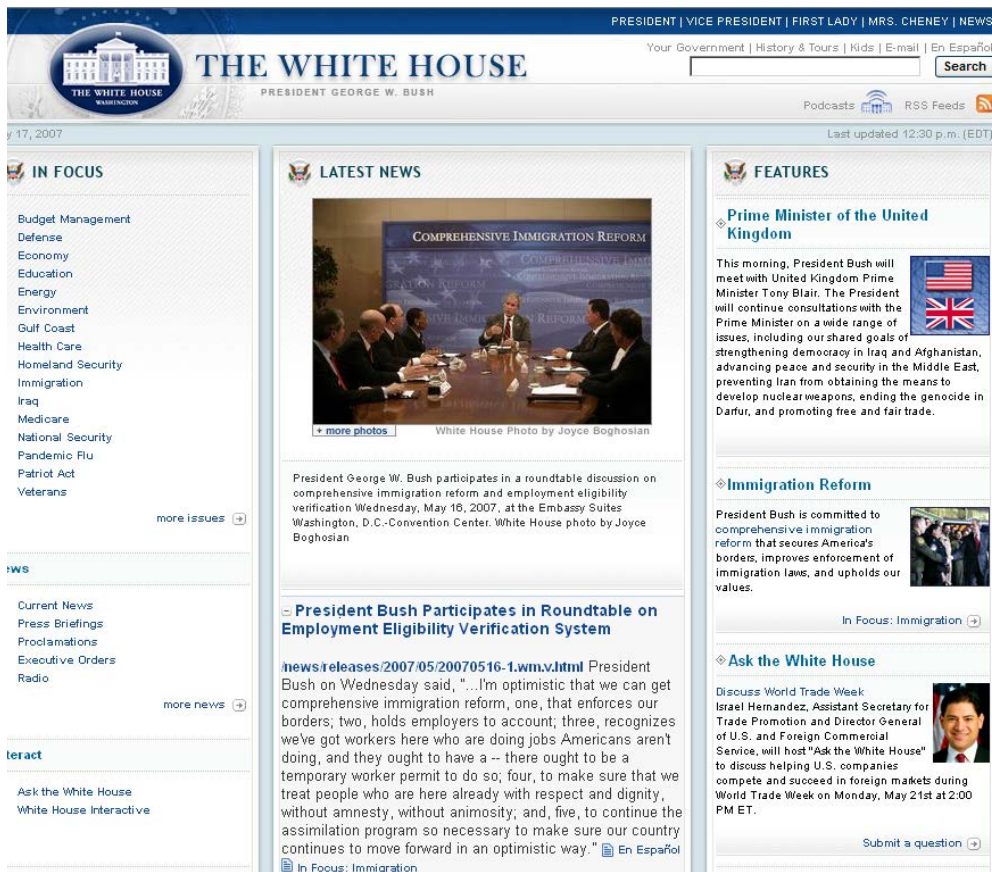 PRESIDENT | VICE PRESIDENT | FIRST LADY | MRS. CHENEY | NEWS
Your Government | History & Tours | Kids | E-mail | En Español
THE WHITE HOUSE
WASHINGTON
THE WHITE HOUSE
PRESIDENT GEORGE W. BUSH
Search
Podcasts RSS Feeds
y 17, 2007
Last updated 12:30 p.m. (EDT)
IN FOCUS
Budget Management
Defense
Economy
Education
Energy
Environment
Gulf Coast
Health Care
Homeland Security
Immigration
Iraq
Medicare
National Security
Pandemic Flu
Patriot Act
Veterans
more issues
ews
Current News
Press Briefings
Proclamations
Executive Orders
Radio
more news
teract
Ask the White House
White House Interactive
LATEST NEWS
COMPREHENSIVE IMMIGRATION REFORM
+ more photos
White House Photo by Joyce Boghosian
President George W. Bush participates in a roundtable discussion on
comprehensive immigration reform and employment eligibility
verification Wednesday, May 16, 2007, at the Embassy Suites
Washington, D.C.-Convention Center. White House photo by Joyce
Boghosian
President Bush Participates in Roundtable on
Employment Eligibility Verification System
/news/releases/2007/05/20070516-1.wm.v.html President
Bush on Wednesday said, "...I'm optimistic that we can get
comprehensive immigration reform, one, that enforces our
borders; two, holds employers to account; three, recognizes
we've got workers here who are doing jobs Americans aren't
doing, and they ought to have a -- there ought to be a
temporary worker permit to do so; four, to make sure that we
treat people who are here already with respect and dignity,
without amnesty, without animosity; and, five, to continue the
assimilation program so necessary to make sure our country
continues to move forward in an optimistic way." En Español
In Focus: Immigration
FEATURES
Prime Minister of the United
Kingdom
This morning, President Bush will
meet with United Kingdom Prime
Minister Tony Blair. The President
will continue consultations with the
Prime Minister on a wide range of
issues, including our shared goals of
strengthening democracy in Iraq and Afghanistan,
advancing peace and security in the Middle East,
preventing Iran from obtaining the means to
develop nuclear weapons, ending the genocide in
Darfur, and promoting free and fair trade.
Immigration Reform
President Bush is committed to
comprehensive immigration
reform that secures America's
borders, improves enforcement of
immigration laws, and upholds our
values.
In Focus: Immigration
Ask the White House
Discuss World Trade Week
Israel Hernandez, Assistant Secretary for
Trade Promotion and Director General
of U.S. and Foreign Commercial
Service, will host "Ask the White House"
to discuss helping U.S. companies
compete and succeed in foreign markets during
World Trade Week on Monday, May 21st at 2:00
PM ET.
Submit a question